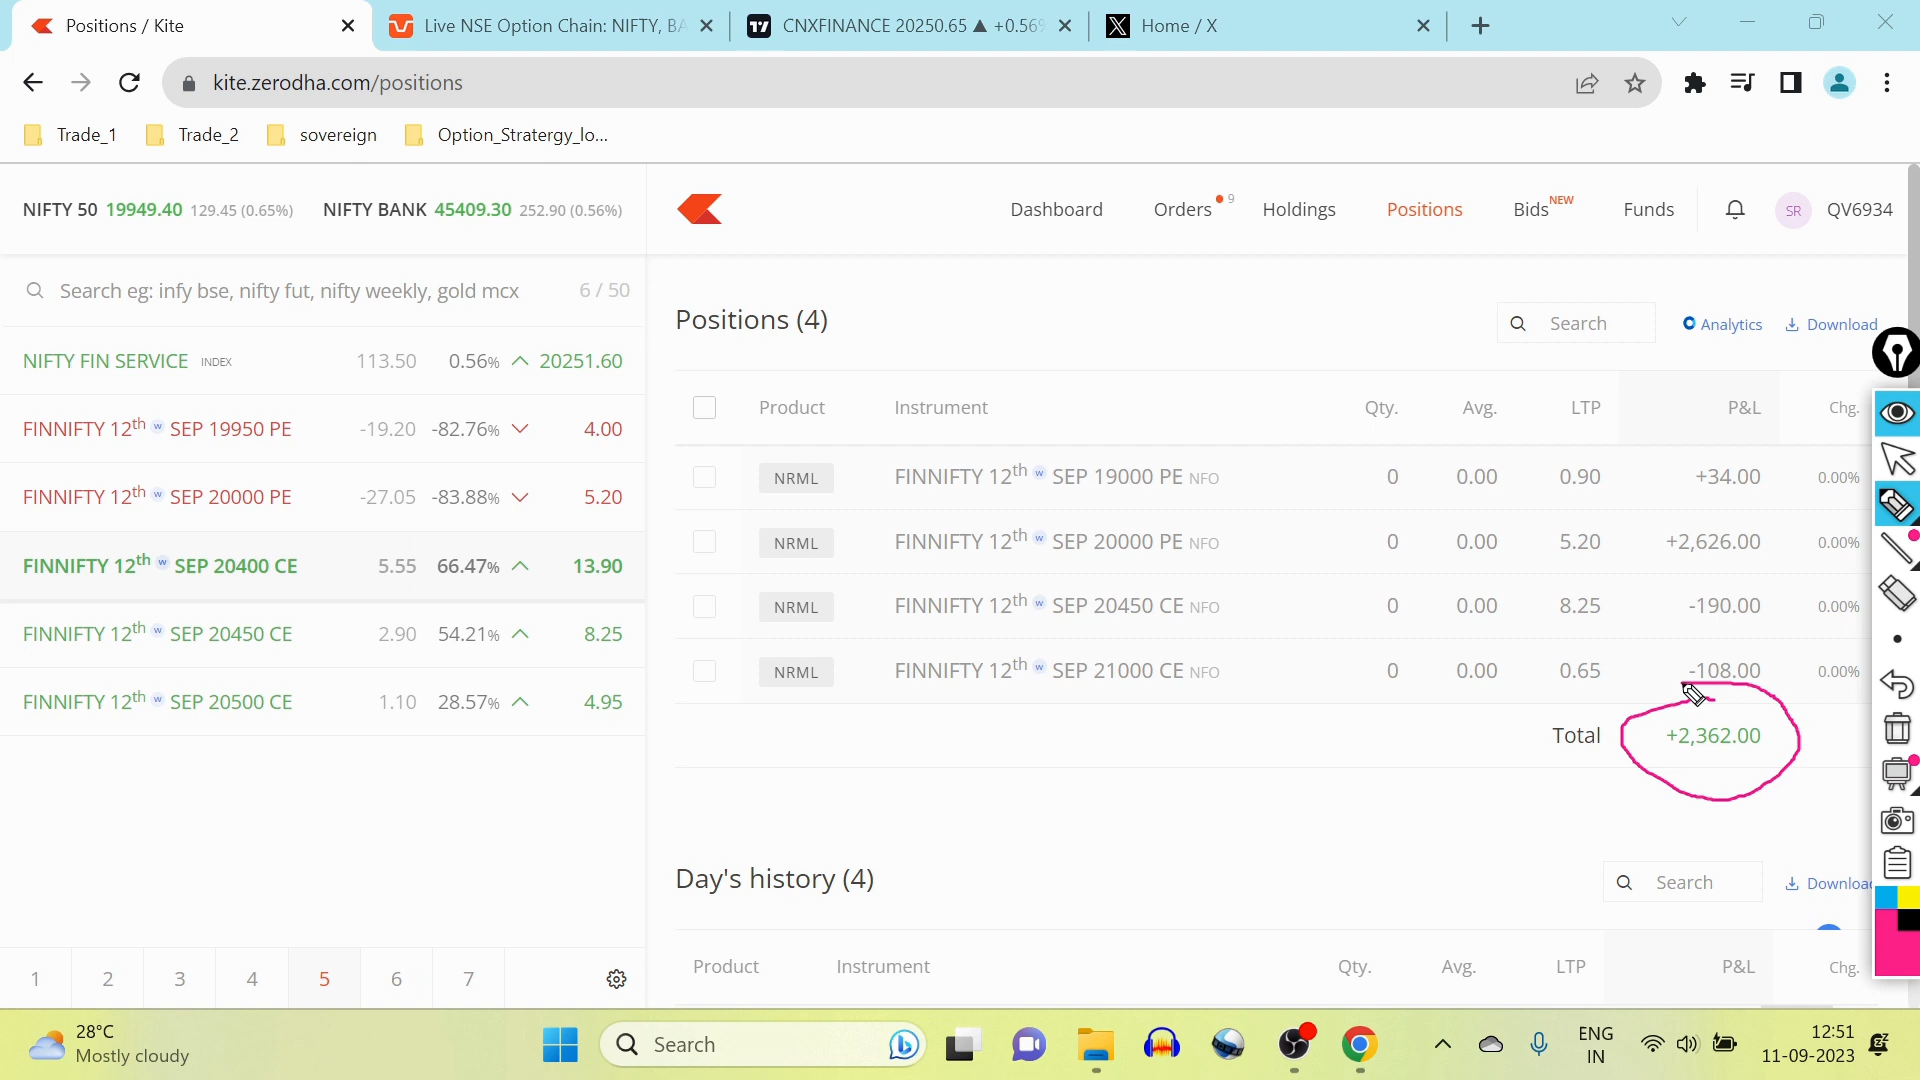 Positions / Kite
Live NSE Option Chain: NIFTY, BA
CNXFINANCE 20250.65 ▲ +0.56%
Home / X
kite.zerodha.com/positions
Trade_1
Trade_2
sovereign
Option_Stratergy_lo...
NIFTY 50 19949.40 129.45 (0.65%)
NIFTY BANK 45409.30 252.90 (0.56%)
Dashboard
Orders 9
Holdings
Positions
Bids NEW
Funds
SR
QV6934
Search eg: infy bse, nifty fut, nifty weekly, gold mcx
6 / 50
NIFTY FIN SERVICE INDEX 113.50 0.56% 20251.60
FINNIFTY 12th w SEP 19950 PE -19.20 -82.76% 4.00
FINNIFTY 12th w SEP 20000 PE -27.05 -83.88% 5.20
FINNIFTY 12th w SEP 20400 CE 5.55 66.47% 13.90
FINNIFTY 12th w SEP 20450 CE 2.90 54.21% 8.25
FINNIFTY 12th w SEP 20500 CE 1.10 28.57% 4.95
1 2 3 4 5 6 7
Positions (4)
Search
Analytics
Download
Product Instrument Qty. Avg. LTP P&L Chg.
NRML FINNIFTY 12th w SEP 19000 PE NFO 0 0.00 0.90 +34.00 0.00%
NRML FINNIFTY 12th w SEP 20000 PE NFO 0 0.00 5.20 +2,626.00 0.00%
NRML FINNIFTY 12th w SEP 20450 CE NFO 0 0.00 8.25 -190.00 0.00%
NRML FINNIFTY 12th w SEP 21000 CE NFO 0 0.00 0.65 -108.00 0.00%
Total +2,362.00
Day's history (4)
Search
Download
Product Instrument Qty. Avg. LTP P&L Chg.
28°C
Mostly cloudy
Search
ENG
IN
12:51
11-09-2023